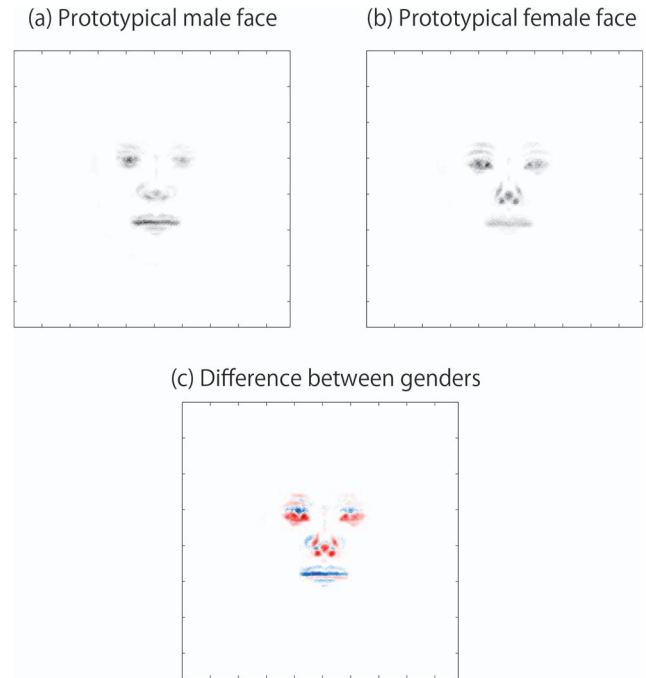 (a) Prototypical male face
(b) Prototypical female face
(c) Difference between genders